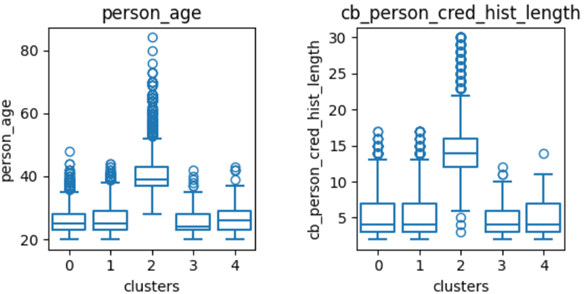 person_age
person_age
80
60
40
20
0 1 2 3 4
clusters
cb_person_cred_hist_length
cb_person_cred_hist_length
30
25
20
15
10
5
0 1 2 3 4
clusters